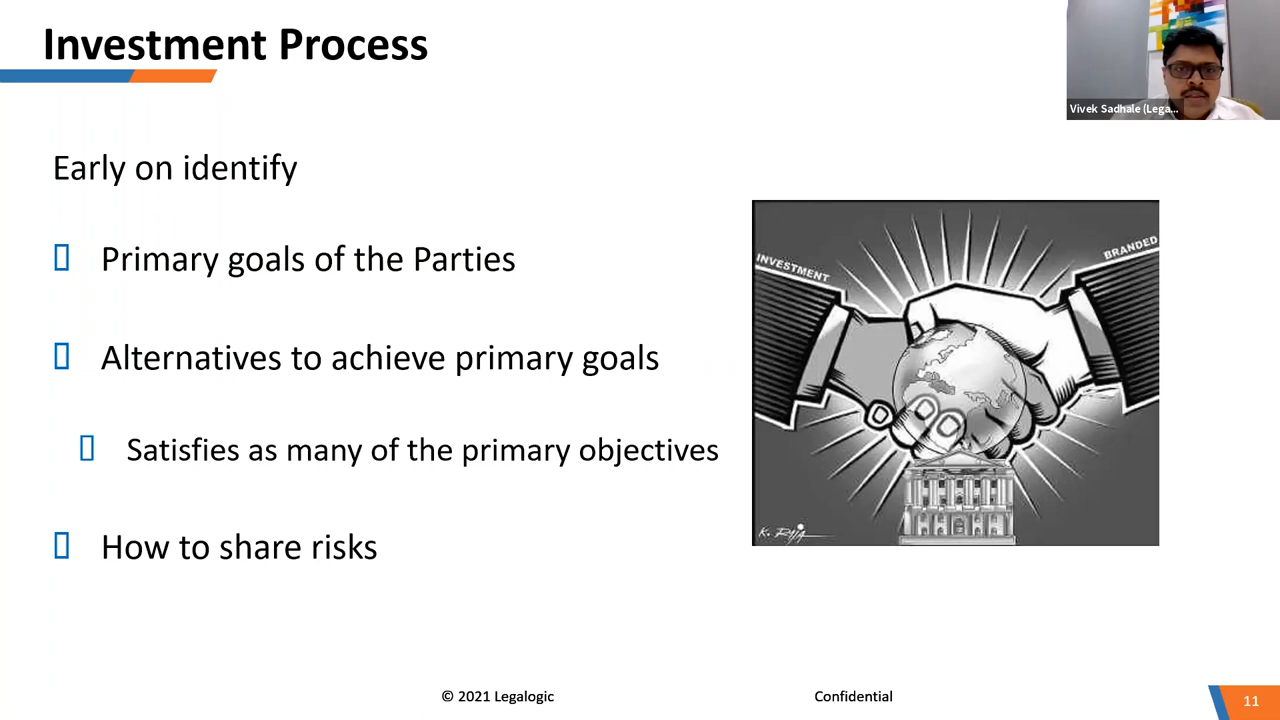 Investment Process
Vivek Sadhale (Lega...
Early on identify
Primary goals of the Parties
Alternatives to achieve primary goals
Satisfies as many of the primary objectives
How to share risks
INVESTMENT
BRANDED
K. Raja
© 2021 Legalogic
Confidential
11